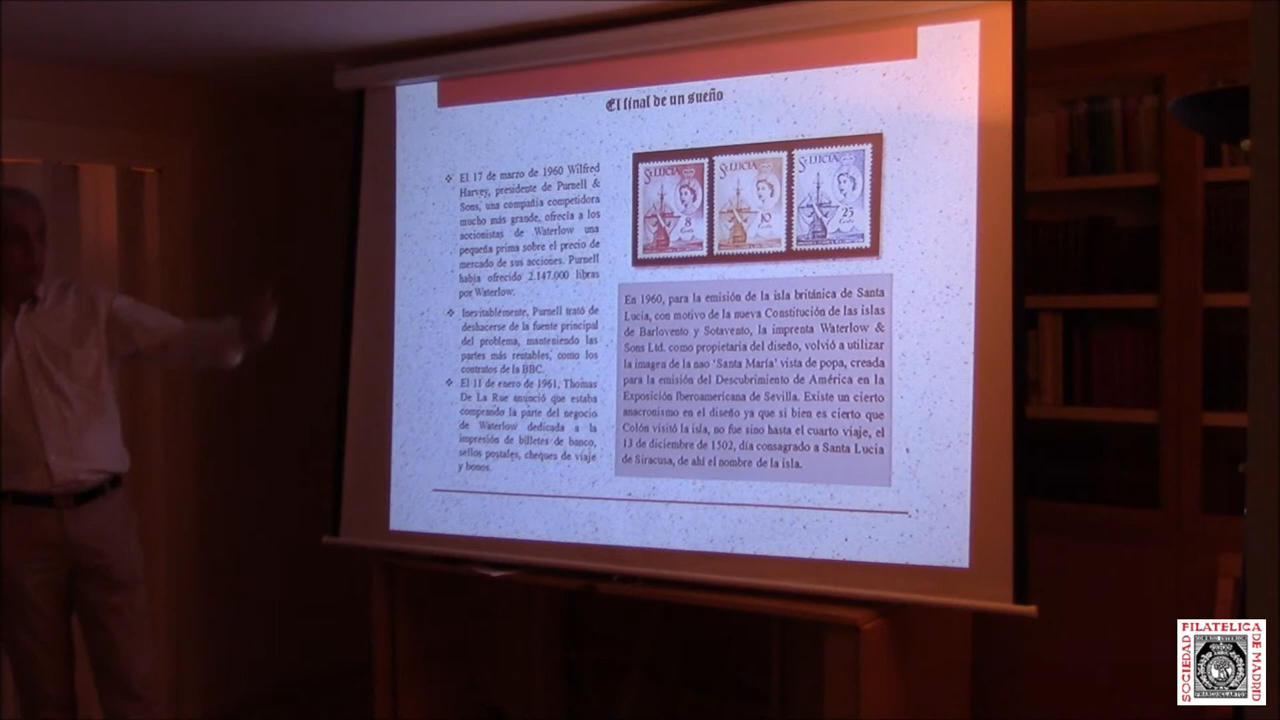 El final de un sueño
❖ El 17 de marzo de 1960 Wilfred
Harvey, presidente de Purnell &
Sons, una compañía competidora
mucho más grande, ofrecía a los
accionistas de Waterlow una
pequeña prima sobre el precio de
mercado de sus acciones. Purnell
había ofrecido 2.147.000 libras
por Waterlow.
❖ Inevitáblemente, Purnell trató de
deshacerse de la fuente principal
del problema, manteniendo las
partes más rentables, como los
contratos de la BBC.
❖ El 11 de enero de 1961, Thomas
De La Rue anunció que estaba
comprando la parte del negocio
de Waterlow dedicada a la
impresión de billetes de banco,
sellos postales, cheques de viaje
y bonos.
St LUCIA
8
Cents
St LUCIA
10
Cents
St LUCIA
25
Cents
En 1960, para la emisión de la isla británica de Santa
Lucía, con motivo de la nueva Constitución de las islas
de Barlovento y Sotavento, la imprenta Waterlow &
Sons Ltd. como propietaria del diseño, volvió a utilizar
la imagen de la nao ‘Santa María’ vista de popa, creada
para la emisión del Descubrimiento de América en la
Exposición Iberoamericana de Sevilla. Existe un cierto
anacronismo en el diseño ya que si bien es cierto que
Colón visitó la isla, no fue sino hasta el cuarto viaje, el
13 de diciembre de 1502, día consagrado a Santa Lucía
de Siracusa, de ahí el nombre de la isla.
SOCIEDAD
FILATELICA
DE MADRID